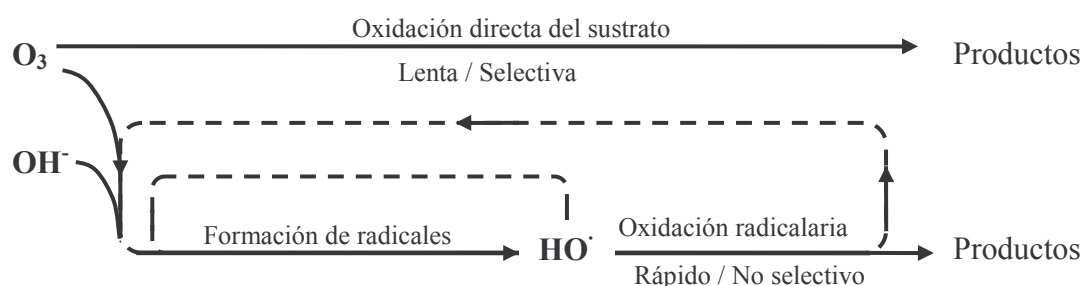 Oxidación directa del sustrato
O₃
Productos
Lenta / Selectiva
OH⁻
Formación de radicales
HO·
Oxidación radicalaria
Productos
Rápido / No selectivo